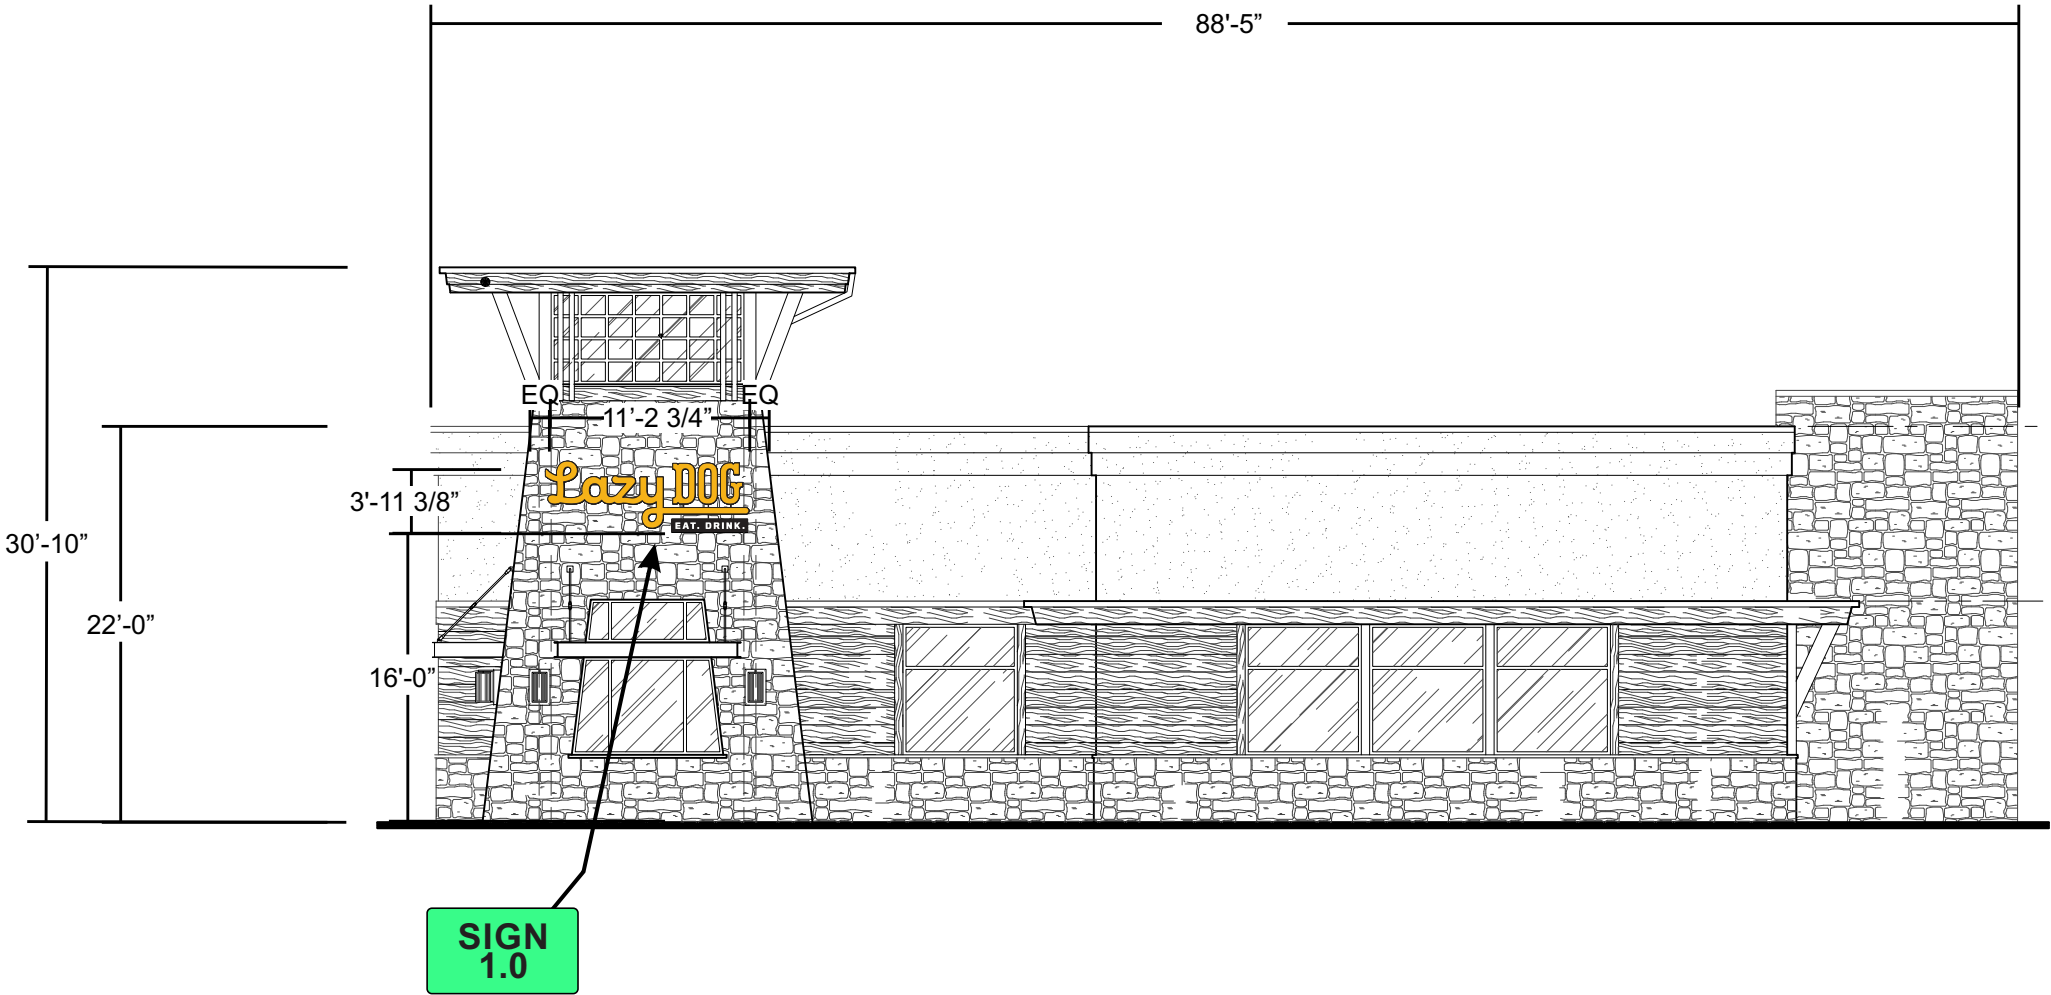 88'-5”
EQ
EQ
11’-2 3/4”
Lazy DOG
EAT. DRINK.
3'-11 3/8”
30’-10”
22’-0”
16'-0”
SIGN
1.0